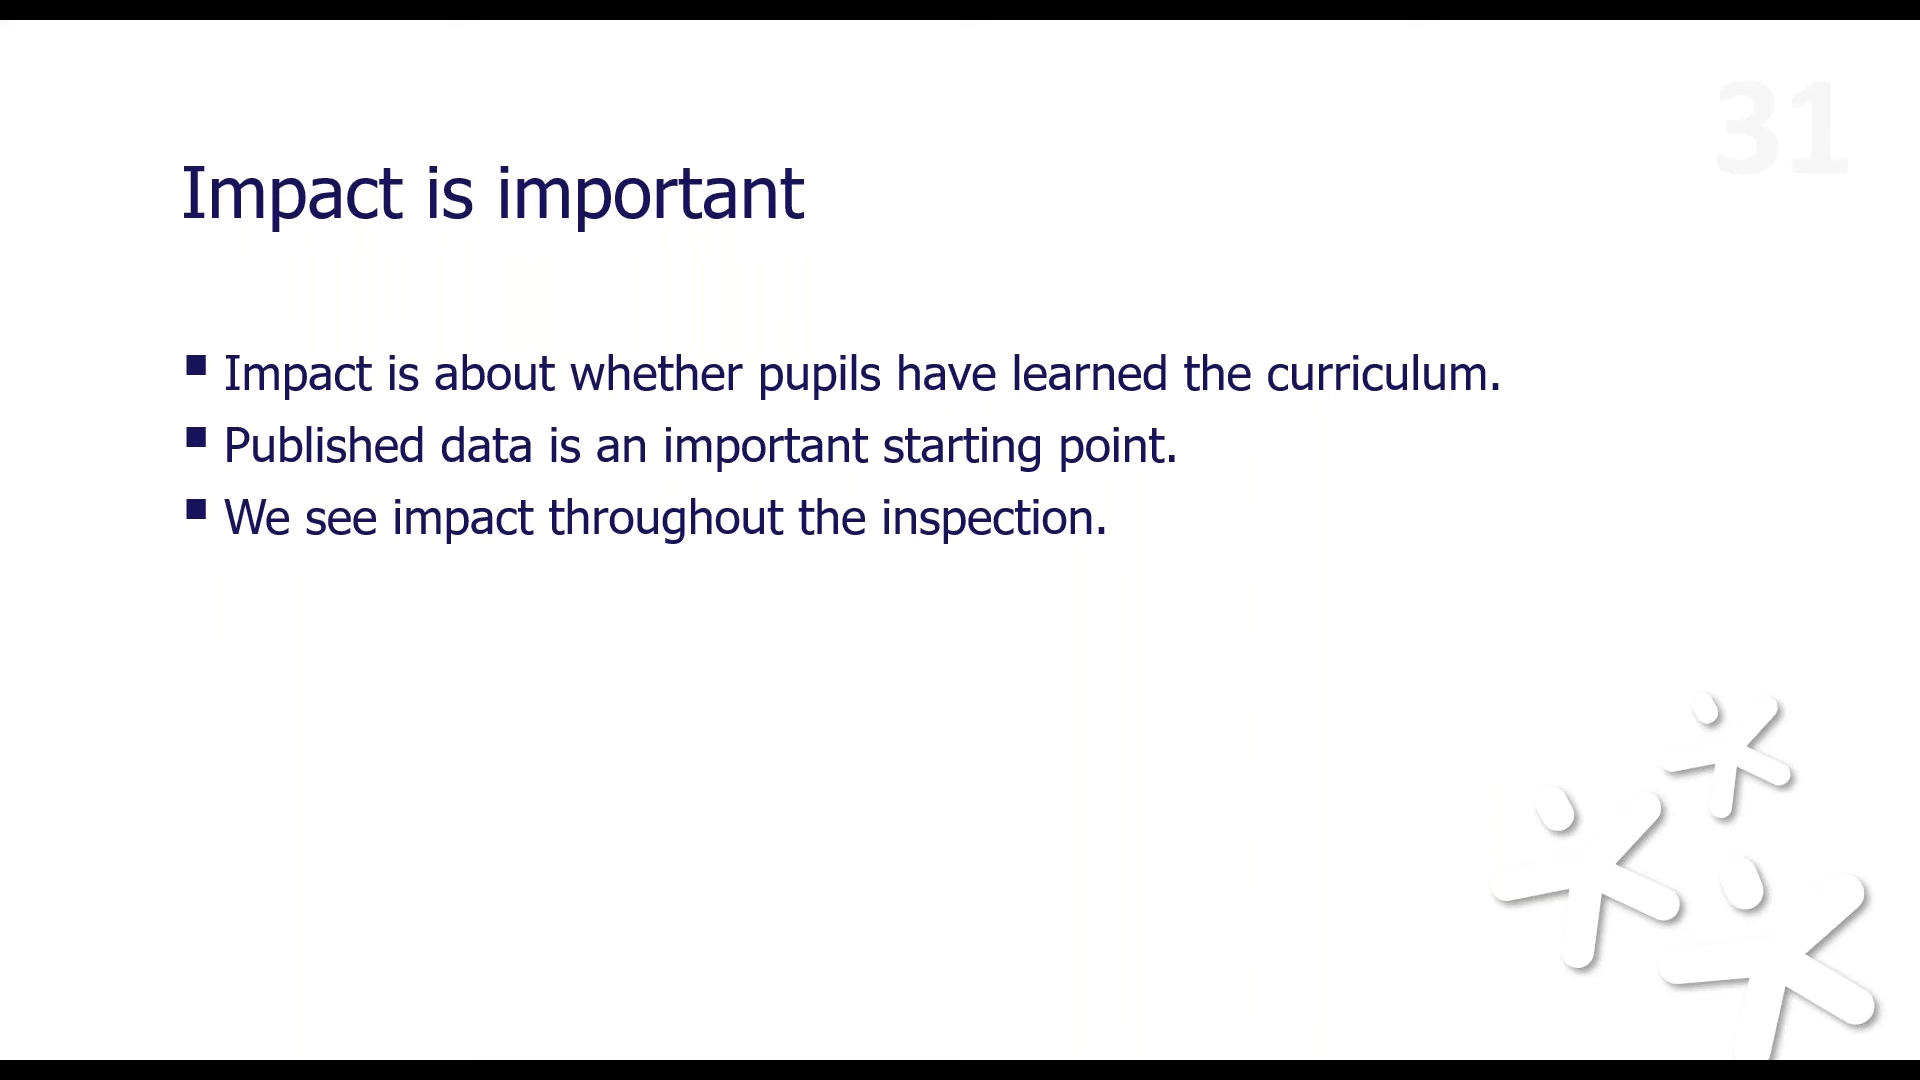 31
Impact is important
▪ Impact is about whether pupils have learned the curriculum.
▪ Published data is an important starting point.
▪ We see impact throughout the inspection.